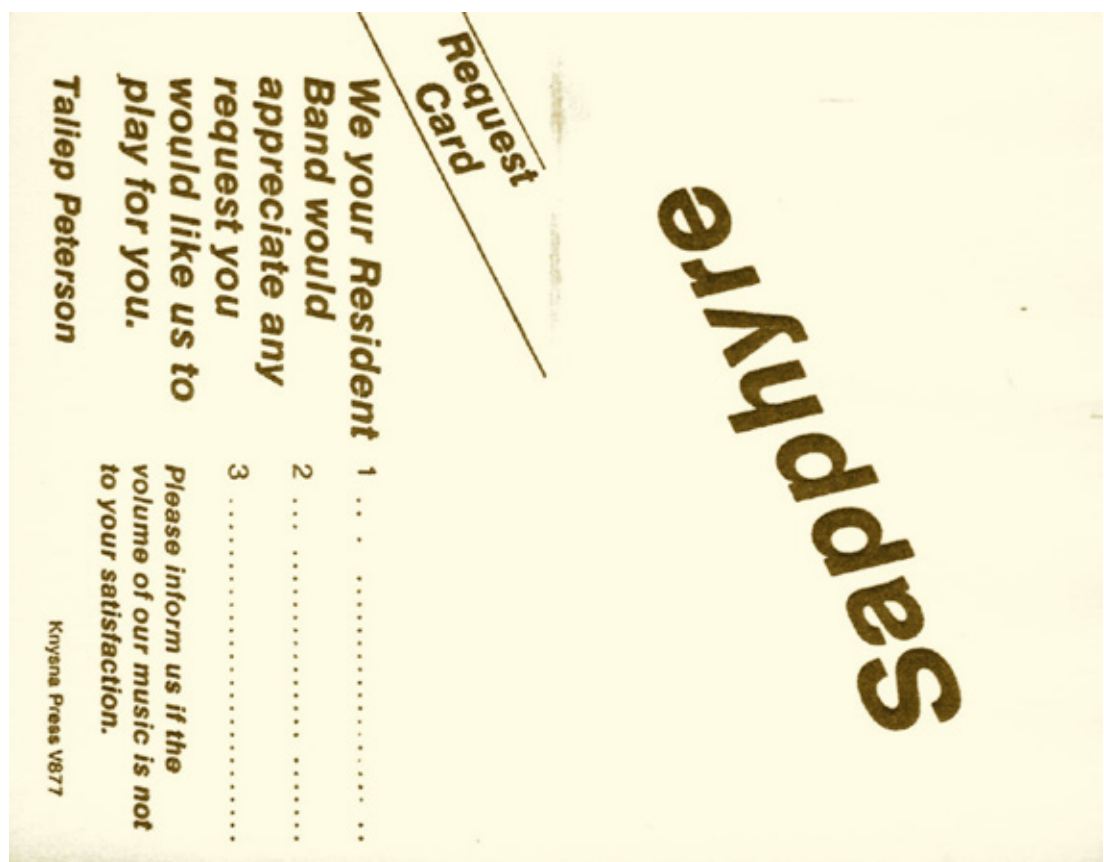 Sapphyre
Request
Card
We your Resident
Band would
appreciate any
request you
would like us to
play for you.
Taliep Peterson
1 .. . ......................
2 ... ......................
3 ............................
Please inform us if the
volume of our music is not
to your satisfaction.
Knysna Press V877